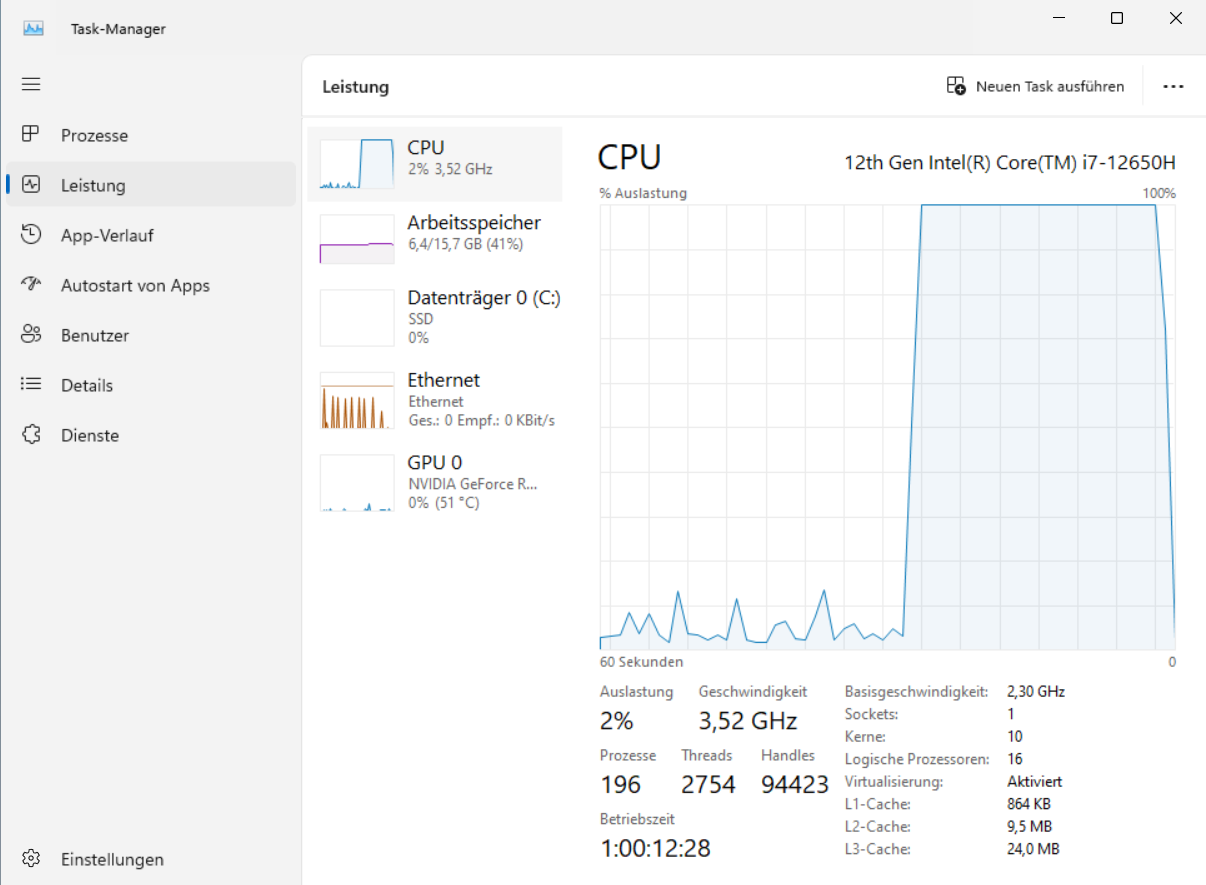 Task-Manager
Prozesse
Leistung
App-Verlauf
Autostart von Apps
Benutzer
Details
Dienste
Einstellungen
Leistung
Neuen Task ausführen
CPU
2% 3,52 GHz
Arbeitsspeicher
6,4/15,7 GB (41%)
Datenträger 0 (C:)
SSD
0%
Ethernet
Ethernet
Ges.: 0 Empf.: 0 KBit/s
GPU 0
NVIDIA GeForce R...
0% (51 °C)
CPU
12th Gen Intel(R) Core(TM) i7-12650H
% Auslastung
100%
60 Sekunden
0
Auslastung
Geschwindigkeit
2%
3,52 GHz
Prozesse
Threads
Handles
196
2754
94423
Betriebszeit
1:00:12:28
Basisgeschwindigkeit: 2,30 GHz
Sockets: 1
Kerne: 10
Logische Prozessoren: 16
Virtualisierung: Aktiviert
L1-Cache: 864 KB
L2-Cache: 9,5 MB
L3-Cache: 24,0 MB